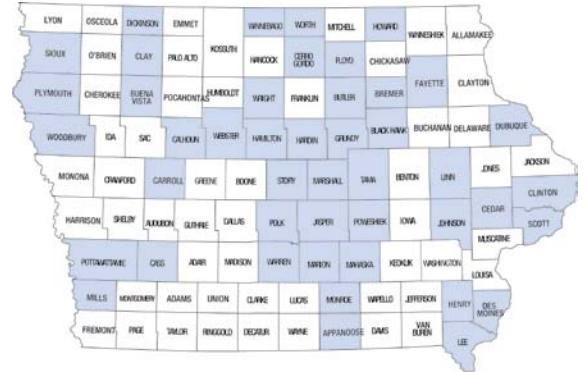 LYON OSCEOLA DICKINSON EMMET WINNEBAGO WORTH MITCHELL HOWARD WINNESHIEK ALLAMAKEE
KOSSUTH
SIOUX O'BRIEN CLAY PALO ALTO HANCOCK CERRO GORDO FLOYD CHICKASAW
FAYETTE CLAYTON
PLYMOUTH CHEROKEE BUENA VISTA POCAHONTAS HUMBOLDT WRIGHT FRANKLIN BUTLER BREMER
WOODBURY IDA SAC CALHOUN WEBSTER HAMILTON HARDIN GRUNDY BLACK HAWK BUCHANAN DELAWARE DUBUQUE
MONONA CRAWFORD CARROLL GREENE BOONE STORY MARSHALL TAMA BENTON LINN JONES JACKSON
CLINTON
CEDAR
HARRISON SHELBY AUDUBON GUTHRIE DALLAS POLK JASPER POWESHIEK IOWA JOHNSON SCOTT
MUSCATINE
POTTAWATTAMIE CASS ADAIR MADISON WARREN MARION MAHASKA KEOKUK WASHINGTON
LOUISA
MILLS MONTGOMERY ADAMS UNION CLARKE LUCAS MONROE WAPELLO JEFFERSON HENRY DES MOINES
FREMONT PAGE TAYLOR RINGGOLD DECATUR WAYNE APPANOOSE DAVIS VAN BUREN LEE